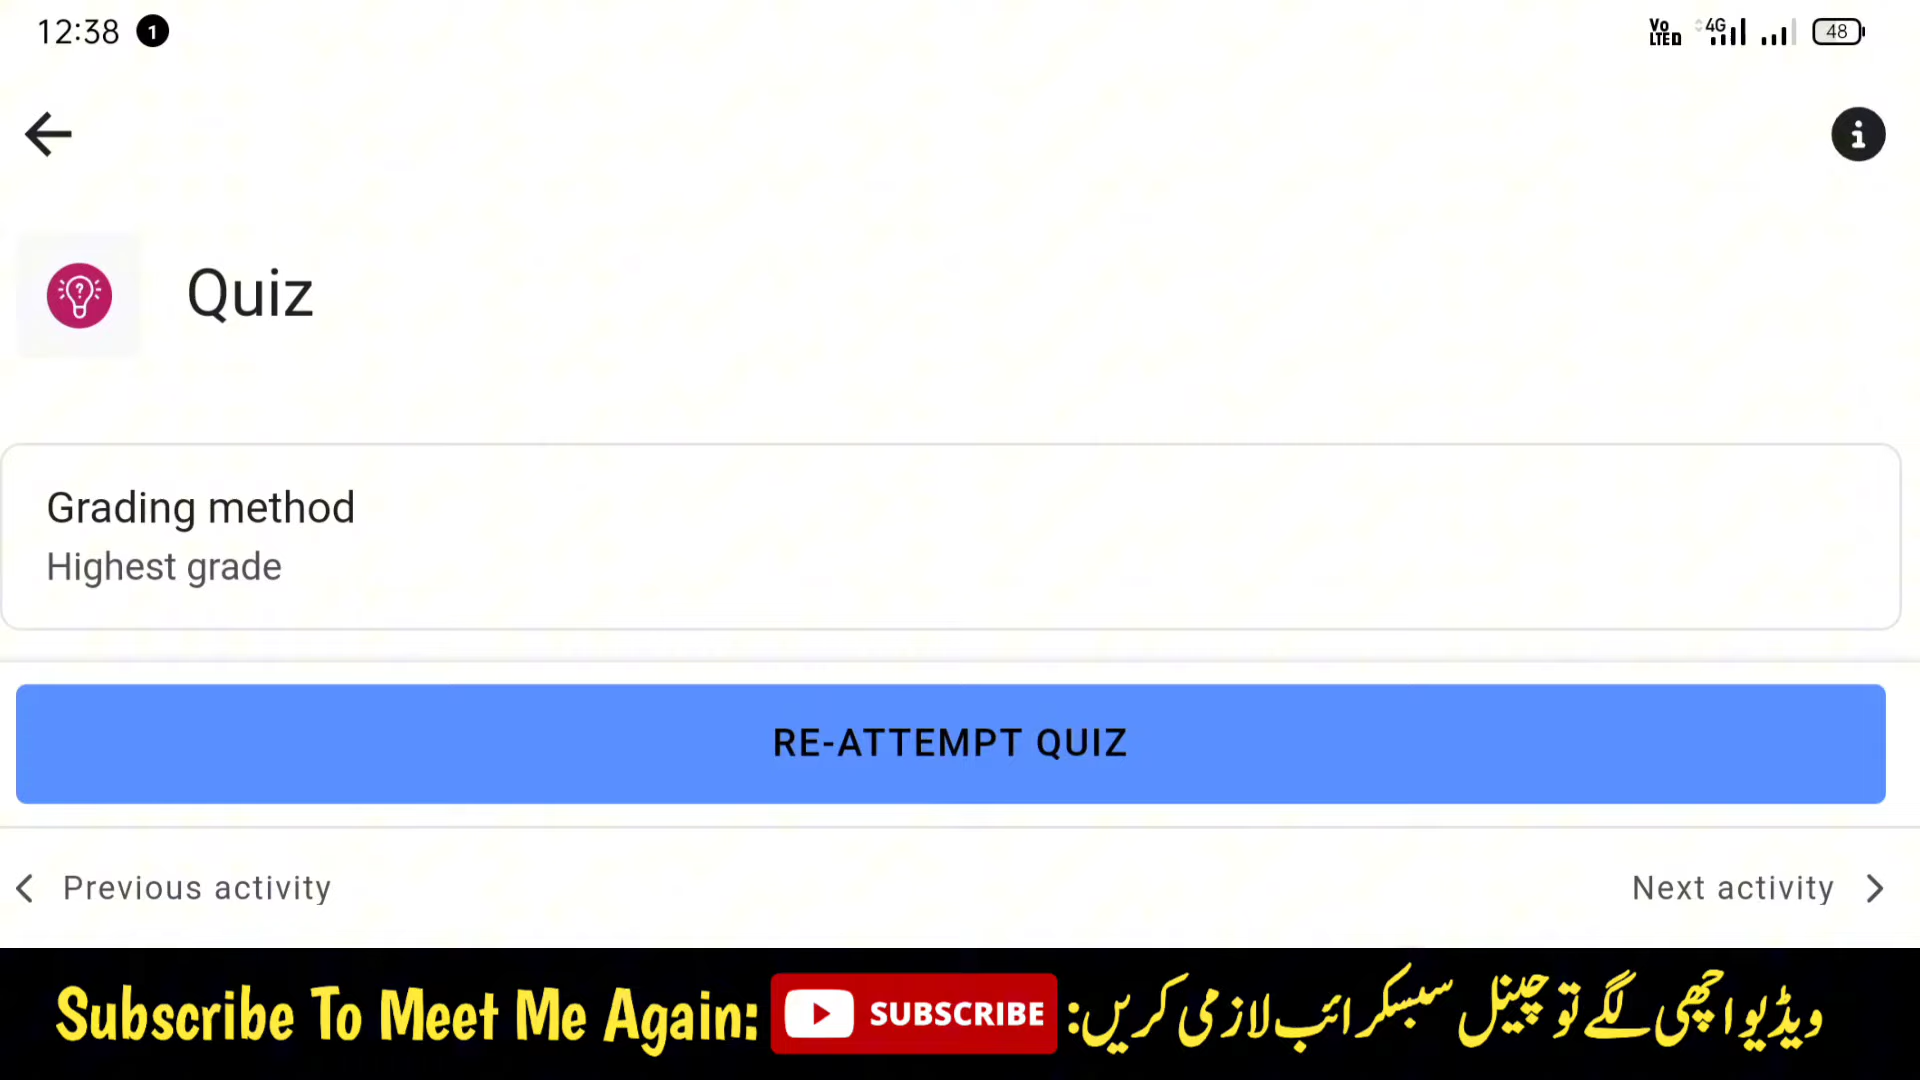 12:38 1 Vo LTED 4G 48
Quiz
Grading method
Highest grade
RE-ATTEMPT QUIZ
Previous activity Next activity
Subscribe To Meet Me Again: SUBSCRIBE ویڈیو اچھی لگے تو چینل سبسکرائب لازمی کریں: